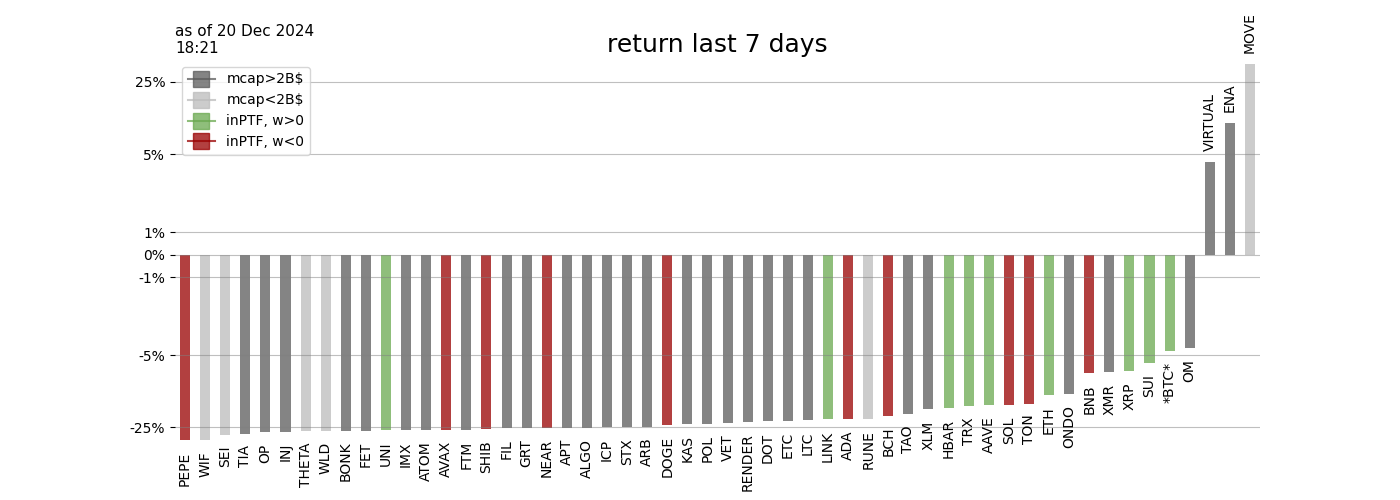 as of 20 Dec 2024
18:21
return last 7 days
mcap>2B$
mcap<2B$
inPTF, w>0
inPTF, w<0
25%
5%
1%
0%
-1%
-5%
-25%
PEPE
WIF
SEI
TIA
OP
INJ
THETA
WLD
BONK
FET
UNI
IMX
ATOM
AVAX
FTM
SHIB
FIL
GRT
NEAR
APT
ALGO
ICP
STX
ARB
DOGE
KAS
POL
VET
RENDER
DOT
ETC
LTC
LINK
ADA
RUNE
BCH
TAO
XLM
HBAR
TRX
AAVE
SOL
TON
ETH
ONDO
BNB
XMR
XRP
SUI
*BTC*
OM
VIRTUAL
ENA
MOVE